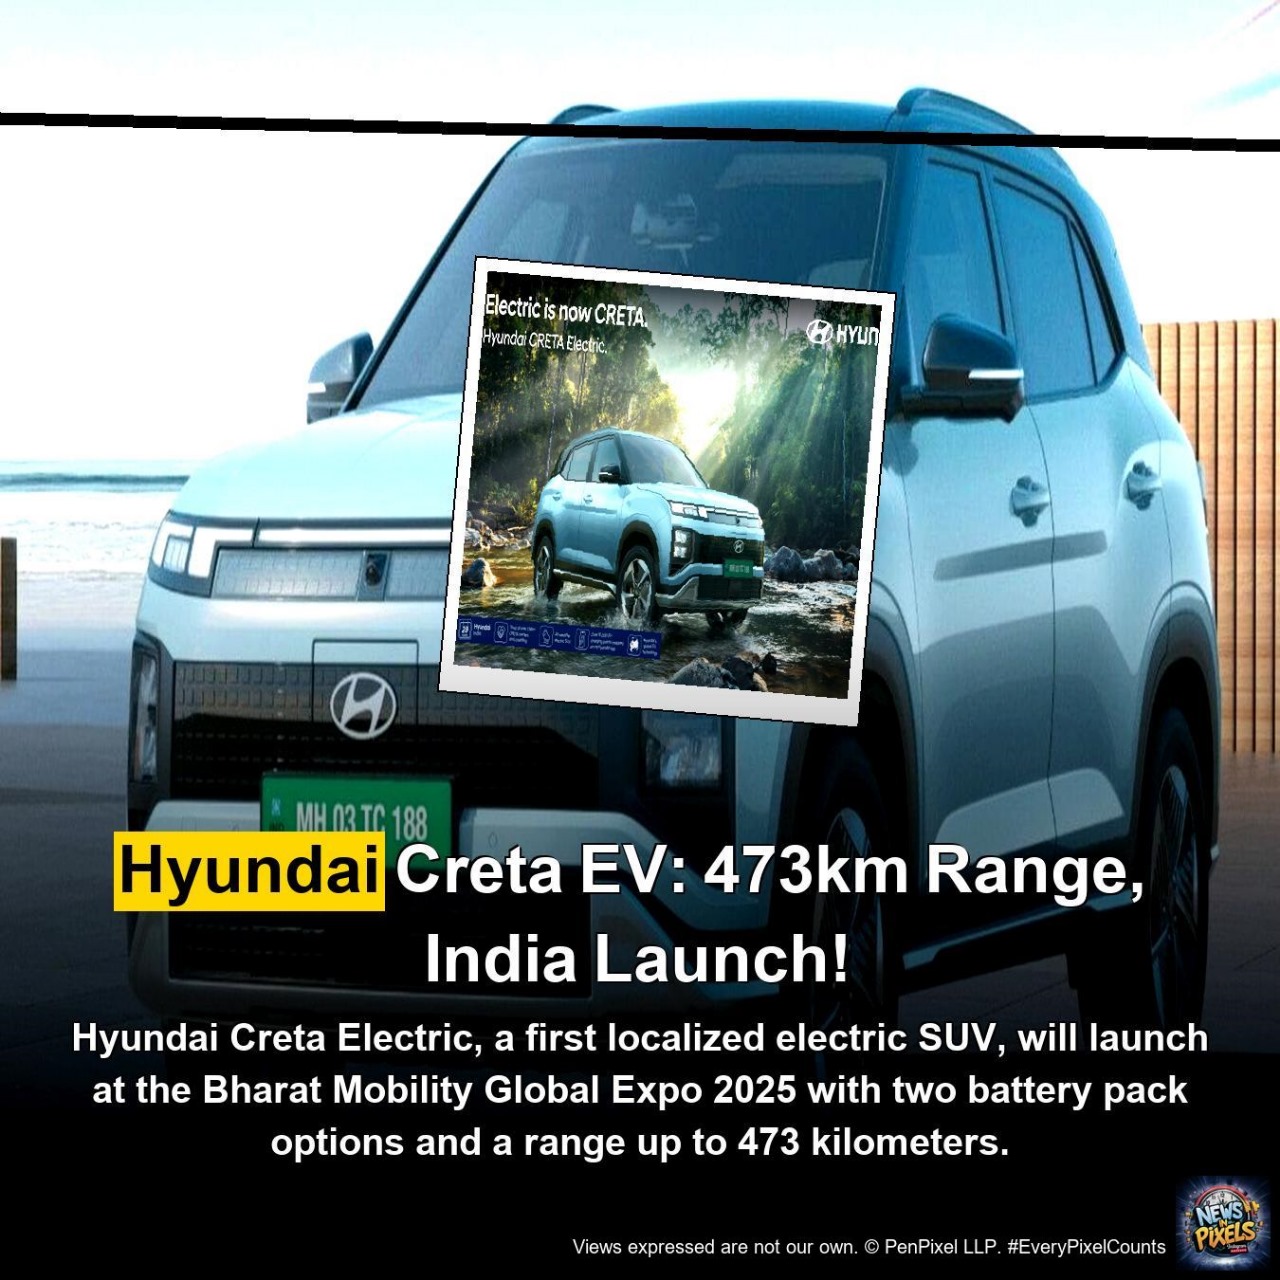 Electric is now CRETA.
HYUN
Hyundai CRETA Electric.
MH 03 TC 188
Hyundai Creta EV: 473km Range,
India Launch!
Hyundai Creta Electric, a first localized electric SUV, will launch
at the Bharat Mobility Global Expo 2025 with two battery pack
options and a range up to 473 kilometers.
NEWS
IN
PIXELS
Views expressed are not our own. © PenPixel LLP. #EveryPixelCounts